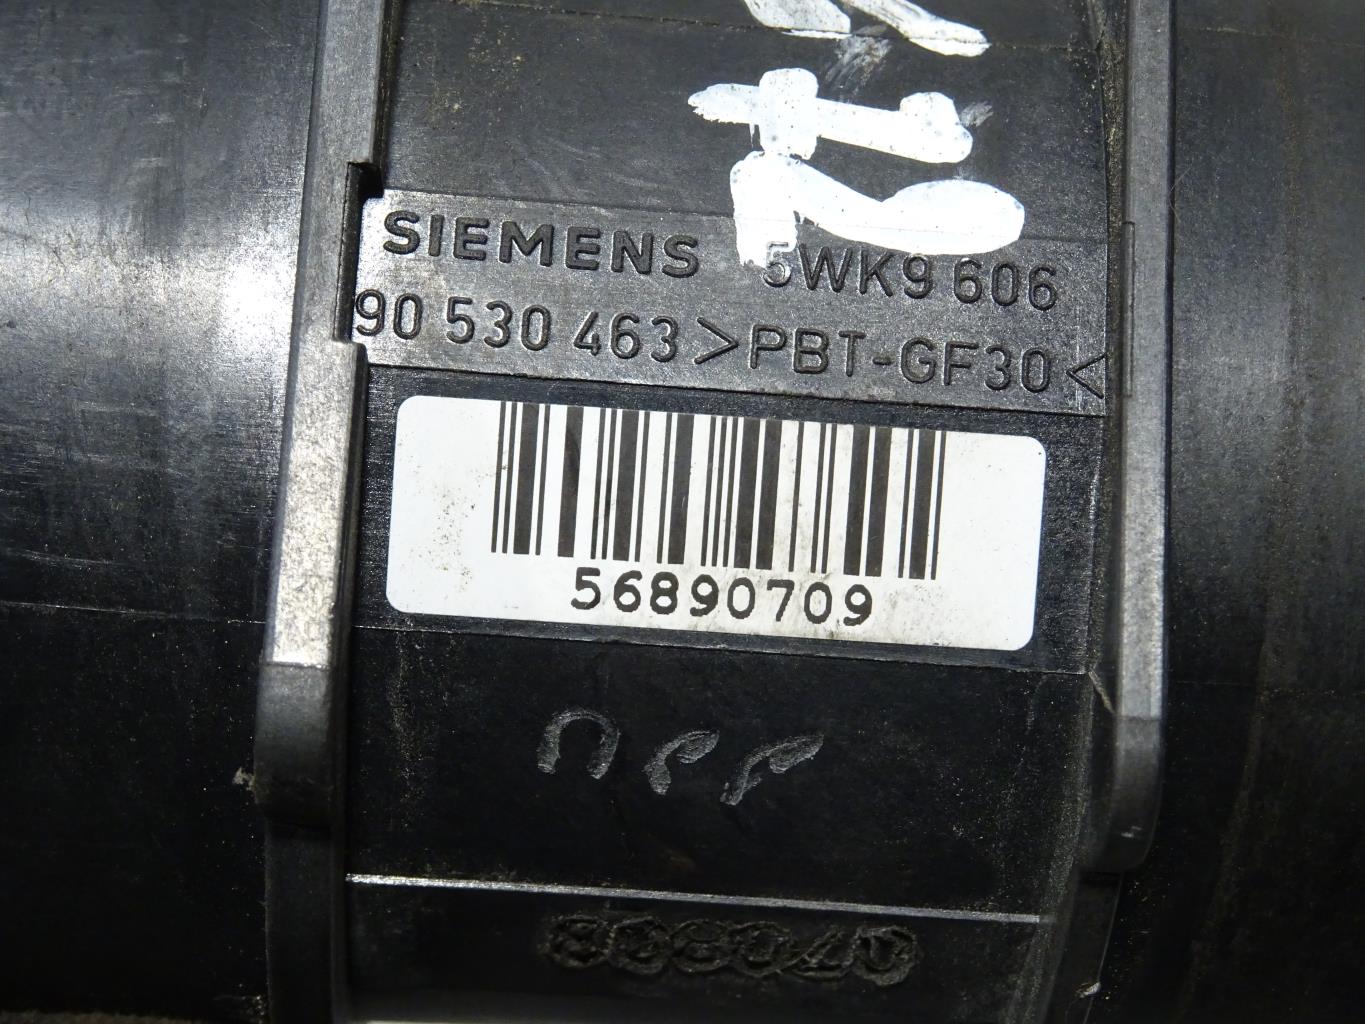 SIEMENS 5WK9 606
90 530 463 >PBT-GF30<
56890709